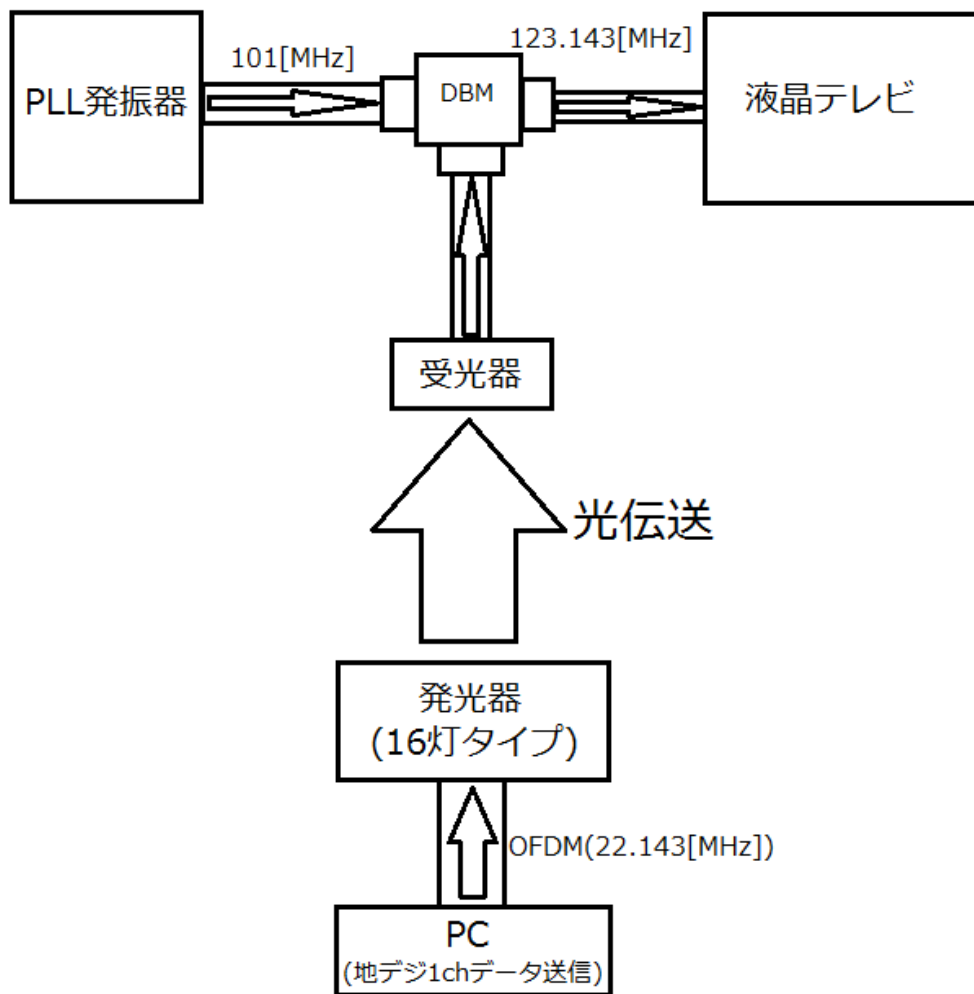 101[MHz]
123.143[MHz]
PLL発振器
DBM
液晶テレビ
受光器
光伝送
発光器
(16灯タイプ)
OFDM(22.143[MHz])
PC
(地デジ1chデータ送信)